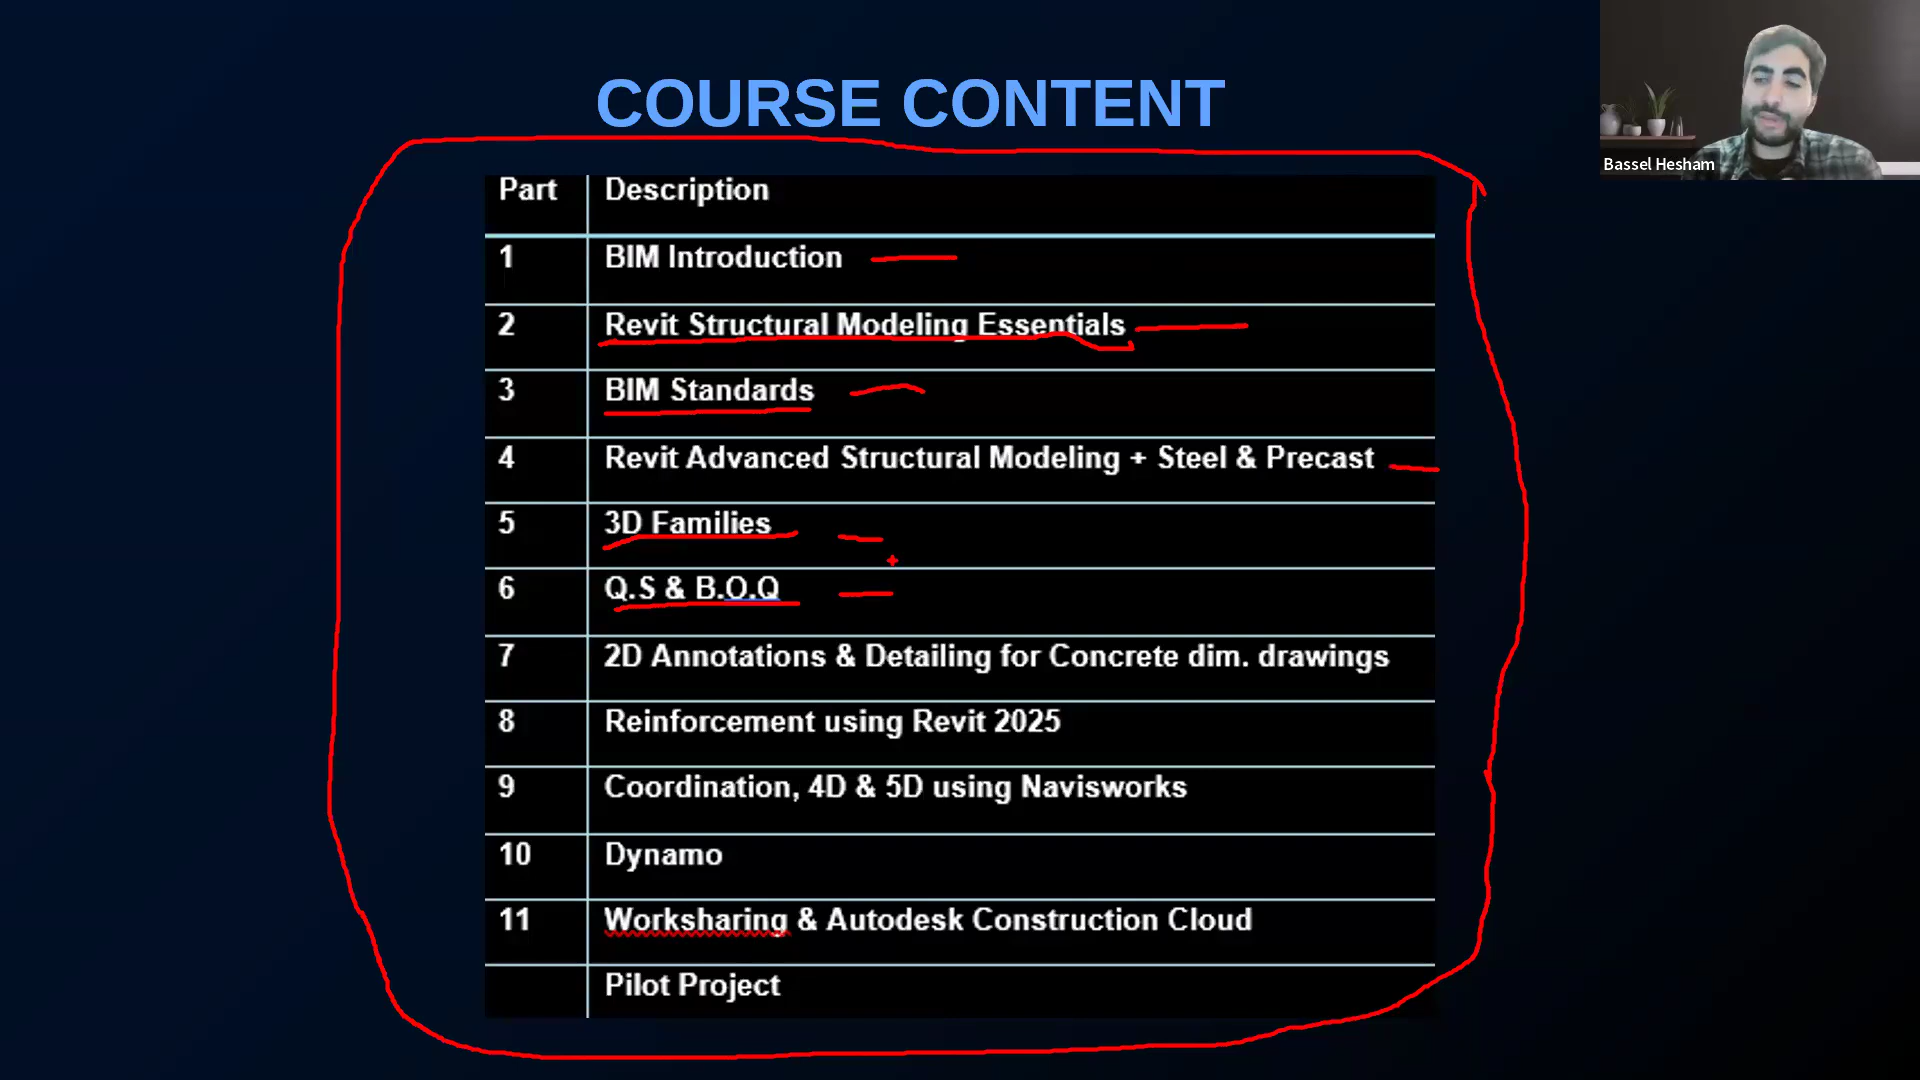 COURSE CONTENT
Bassel Hesham
Part Description
1 BIM Introduction
2 Revit Structural Modeling Essentials
3 BIM Standards
4 Revit Advanced Structural Modeling + Steel & Precast
5 3D Families
6 Q.S & B.O.Q
7 2D Annotations & Detailing for Concrete dim. drawings
8 Reinforcement using Revit 2025
9 Coordination, 4D & 5D using Navisworks
10 Dynamo
11 Worksharing & Autodesk Construction Cloud
Pilot Project